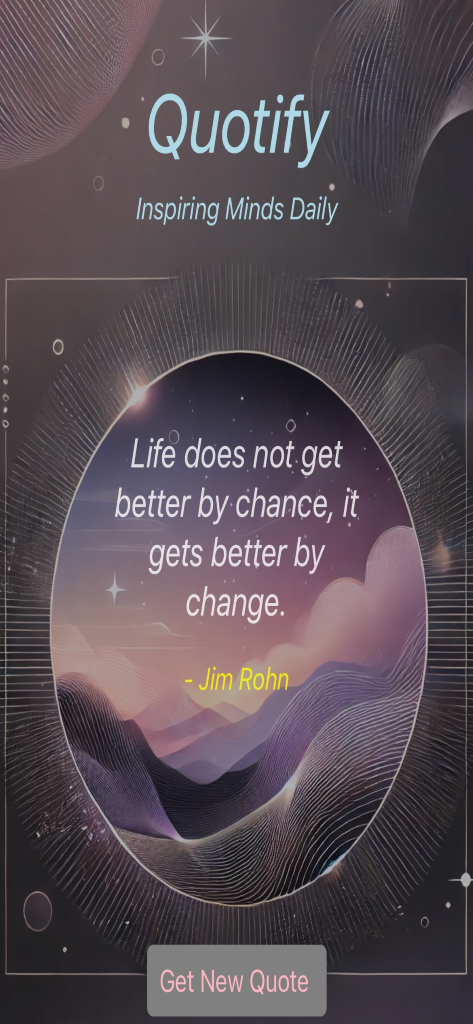 Quotify
Inspiring Minds Daily
Life does not get
better by chance, it
gets better by
change.
- Jim Rohn
Get New Quote